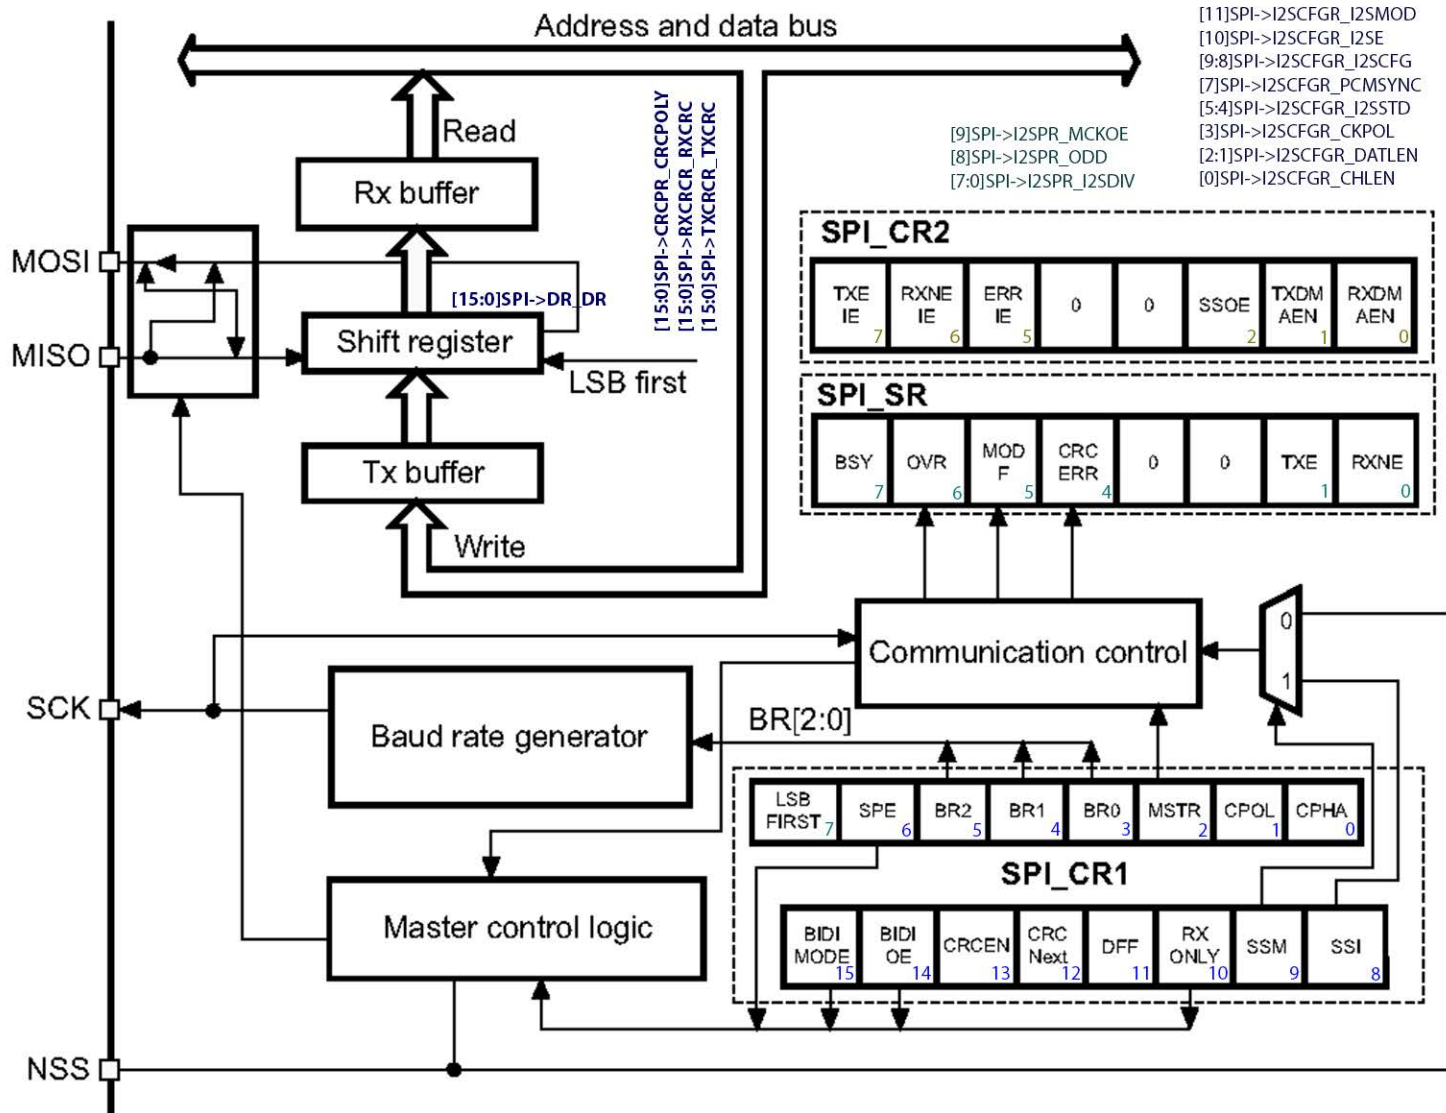 Address and data bus
[11]SPI->I2SCFGR_I2SMOD
[10]SPI->I2SCFGR_I2SE
[9:8]SPI->I2SCFGR_I2SCFG
[7]SPI->I2SCFGR_PCMSYNC
[5:4]SPI->I2SCFGR_I2SSTD
[3]SPI->I2SCFGR_CKPOL
[2:1]SPI->I2SCFGR_DATLEN
[0]SPI->I2SCFGR_CHLEN
[9]SPI->I2SPR_MCKOE
[8]SPI->I2SPR_ODD
[7:0]SPI->I2SPR_I2SDIV
Read
Rx buffer
[15:0]SPI->CRCPR_CRCPOLY
[15:0]SPI->RXCRCR_RXCRC
[15:0]SPI->TXCRCR_TXCRC
MOSI
[15:0]SPI->DR_DR
Shift register
MISO
LSB first
Tx buffer
Write
SPI_CR2
TXE
IE
7
RXNE
IE
6
ERR
IE
5
0
0
SSOE
2
TXDM
AEN
1
RXDM
AEN
0
SPI_SR
BSY
7
OVR
6
MOD
F
5
CRC
ERR
4
0
0
TXE
1
RXNE
0
Communication control
0
1
SCK
Baud rate generator
BR[2:0]
LSB
FIRST
7
SPE
6
BR2
5
BR1
4
BR0
3
MSTR
2
CPOL
1
CPHA
0
SPI_CR1
Master control logic
BIDI
MODE
15
BIDI
OE
14
CRCEN
13
CRC
Next
12
DFF
11
RX
ONLY
10
SSM
9
SSI
8
NSS